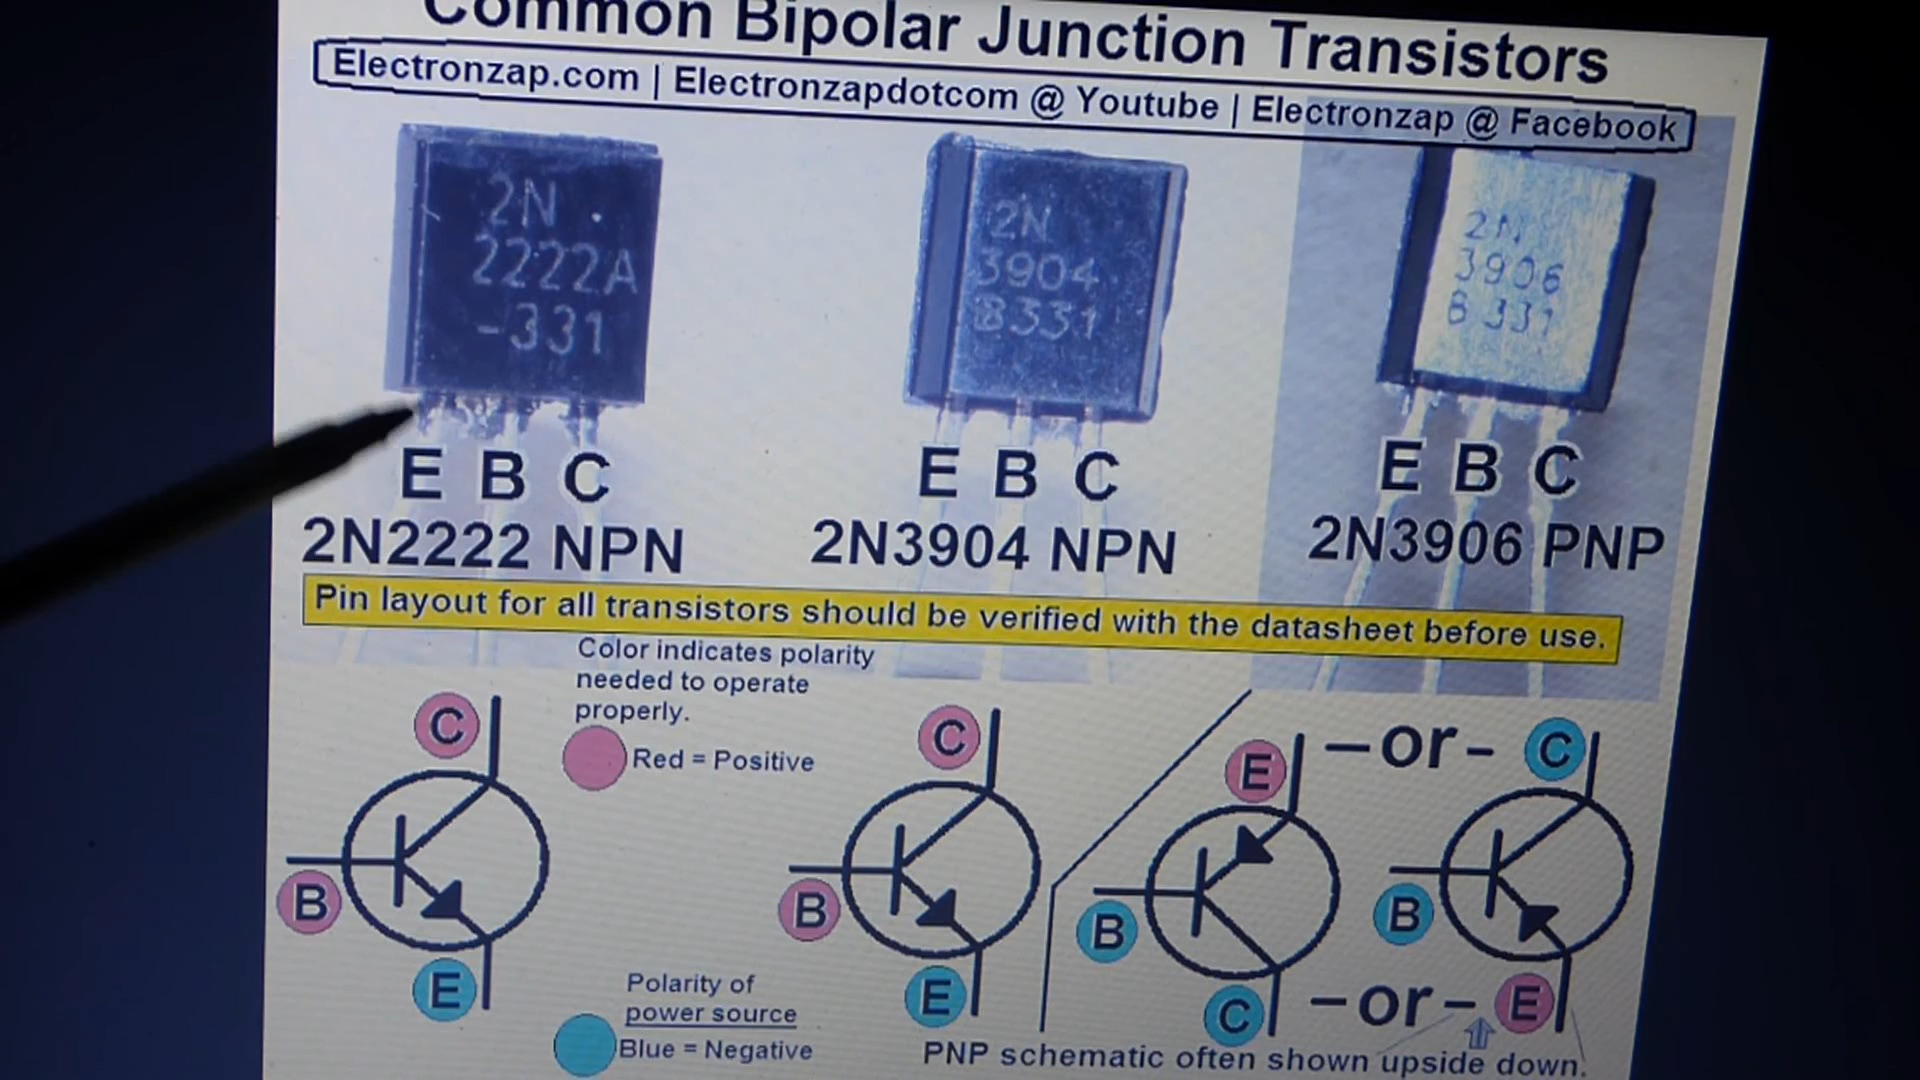 Common Bipolar Junction Transistors
Electronzap.com | Electronzapdotcom @ Youtube | Electronzap @ Facebook
2N
2222A
-331
2N
3904
B331
2N
3906
B 331
E B C
E B C
E B C
2N2222 NPN
2N3904 NPN
2N3906 PNP
Pin layout for all transistors should be verified with the datasheet before use.
Color indicates polarity
needed to operate
properly.
Red = Positive
C
B
E
C
B
E
E
B
C
-or-
C
B
E
-or-
Polarity of
power source
Blue = Negative
PNP schematic often shown upside down.